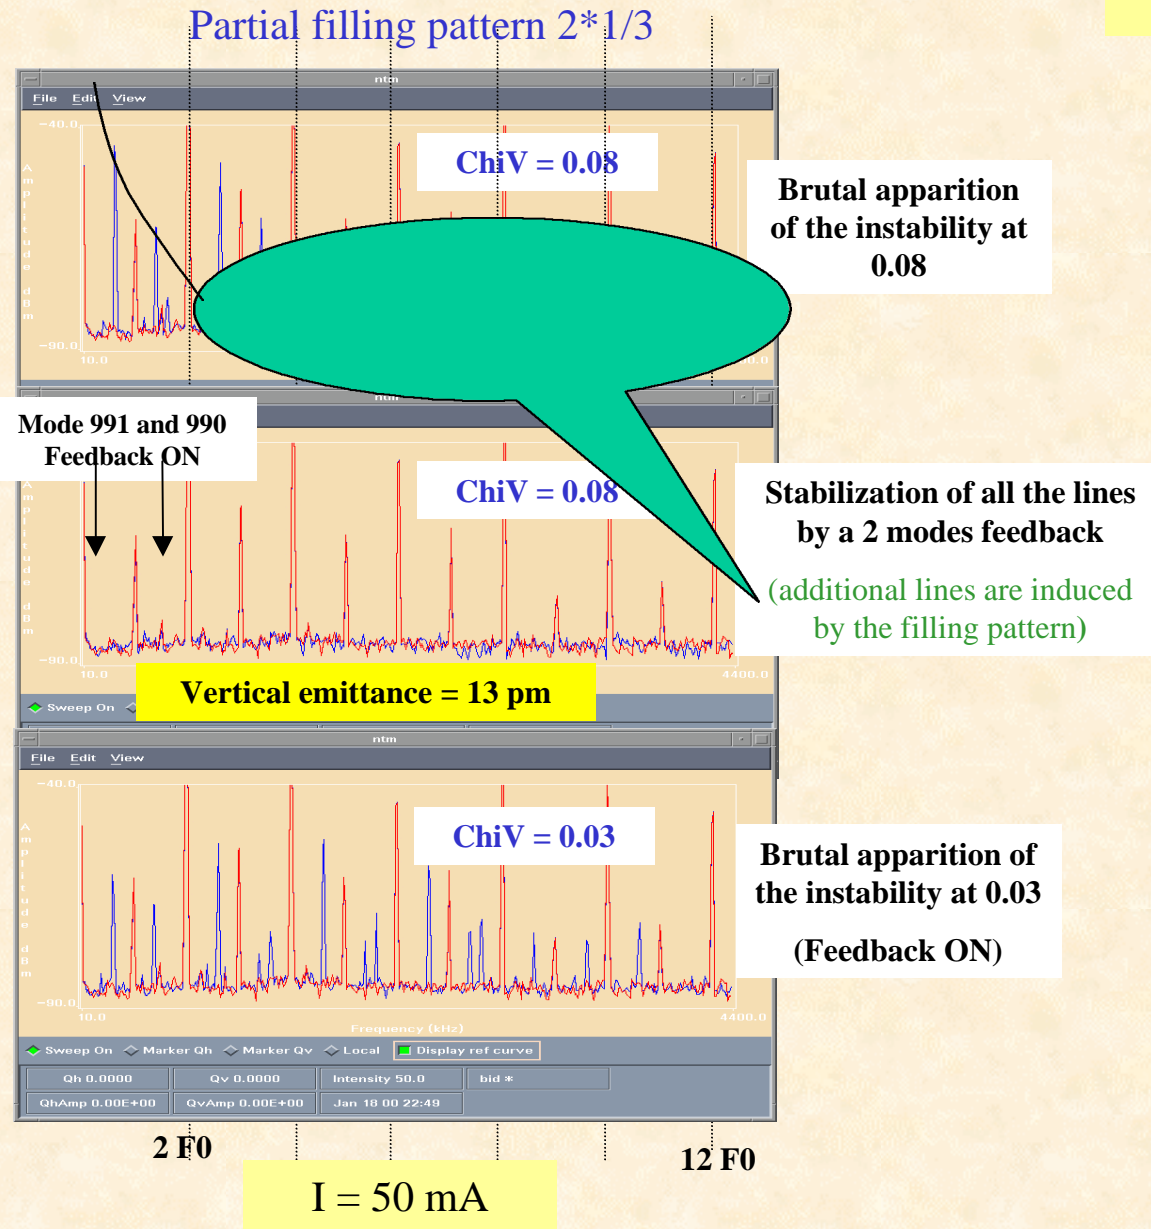 Partial filling pattern 2*1/3
ntm
File Edit View
-40.0
ChiV = 0.08
Amplitude dBm
-90.0
10.0
Brutal apparition
of the instability at
0.08
Mode 991 and 990
Feedback ON
ChiV = 0.08
Amplitude dBm
-90.0
10.0
4400.0
Stabilization of all the lines
by a 2 modes feedback
(additional lines are induced
by the filling pattern)
Vertical emittance = 13 pm
Sweep On
ntm
File Edit View
-40.0
ChiV = 0.03
Amplitude dBm
-90.0
10.0
4400.0
Frequency (kHz)
Brutal apparition of
the instability at 0.03
(Feedback ON)
Sweep On Marker Qh Marker Qv Local Display ref curve
Qh 0.0000 Qv 0.0000 Intensity 50.0 bid *
QhAmp 0.00E+00 QvAmp 0.00E+00 Jan 18 00 22:49
2 F0
12 F0
I = 50 mA